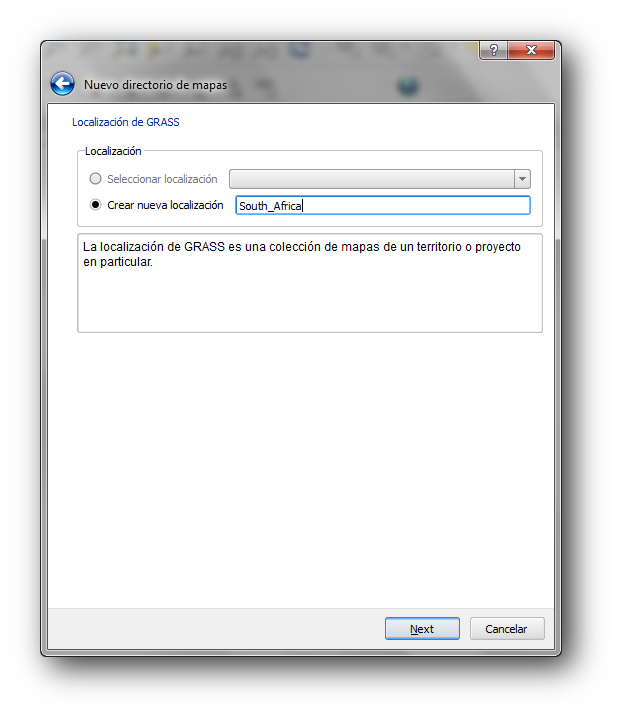 ?
Nuevo directorio de mapas
Localización de GRASS
Localización
Seleccionar localización
Crear nueva localización South_Africa
La localización de GRASS es una colección de mapas de un territorio o proyecto
en particular.
Next Cancelar